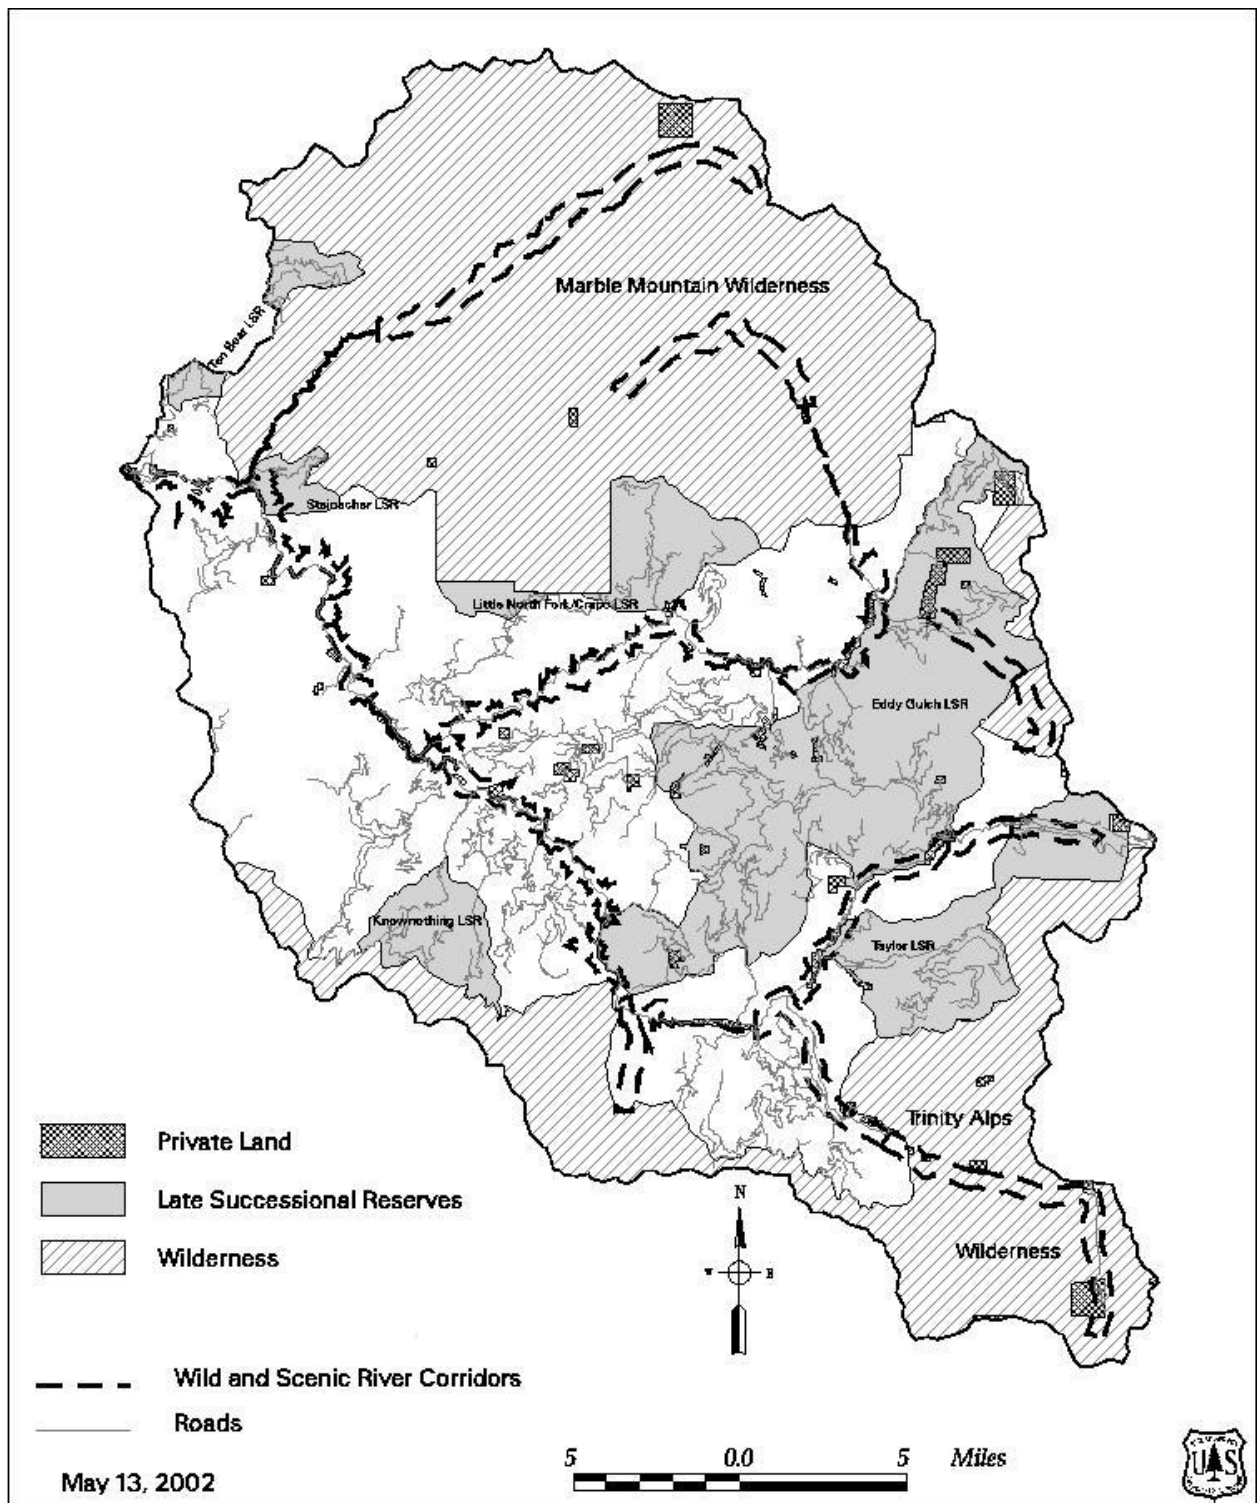 Marble Mountain Wilderness
Ten Bear LSR
Steinacher LSR
Little North Fork/Crapo LSR
Eddy Gulch LSR
Knownothing LSR
Taylor LSR
Trinity Alps
Private Land
Late Successional Reserves
N
Wilderness
Wilderness
W
E
Wild and Scenic River Corridors
Roads
5 0.0 5 Miles
May 13, 2002
U S